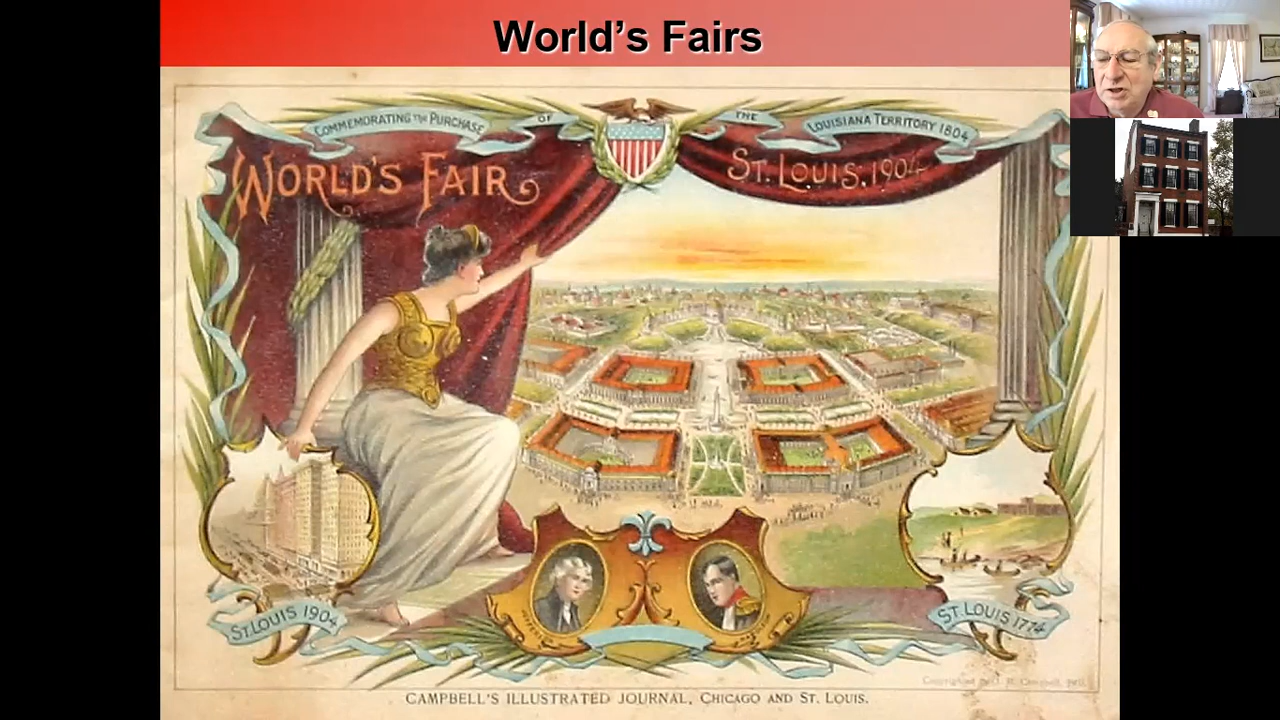 World's Fairs
COMMEMORATING THE PURCHASE
OF
THE
LOUISIANA TERRITORY 1804
WORLD'S FAIR
ST. LOUIS, 1904
ST. LOUIS 1904
ST. LOUIS 1774
CAMPBELL'S ILLUSTRATED JOURNAL, CHICAGO AND ST. LOUIS.